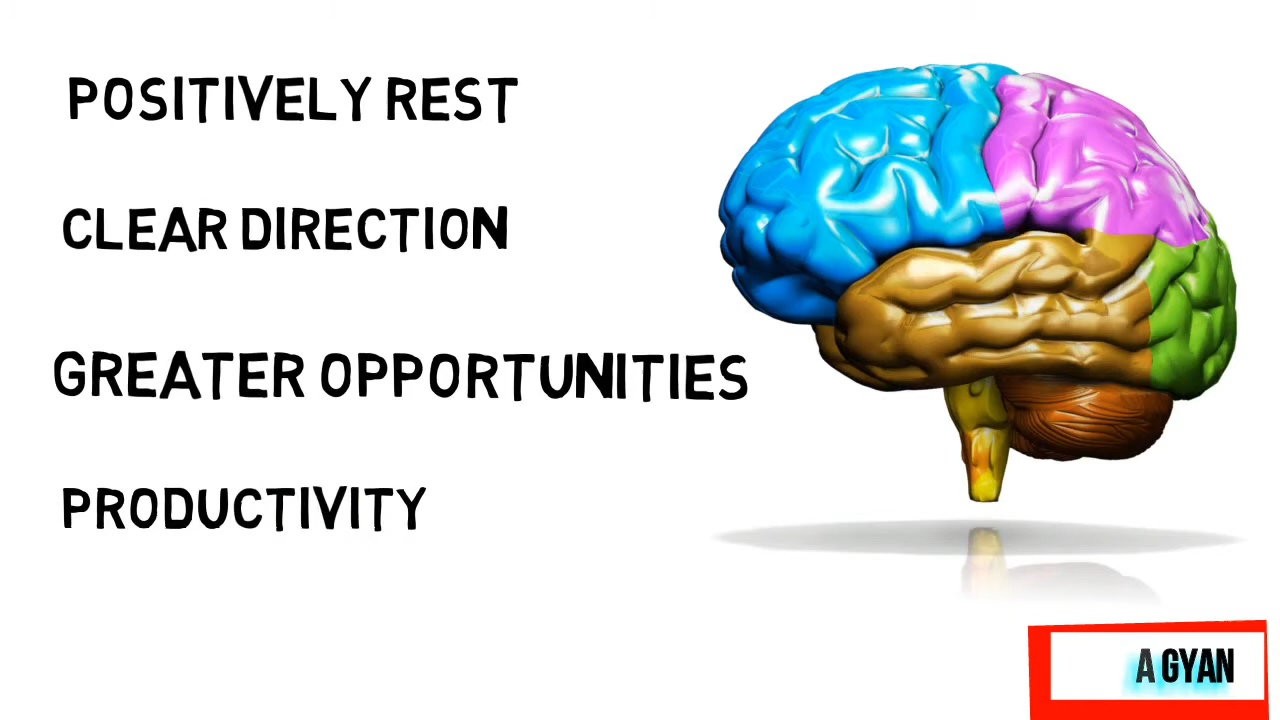 POSITIVELY REST
CLEAR DIRECTION
GREATER OPPORTUNITIES
PRODUCTIVITY
A GYAN